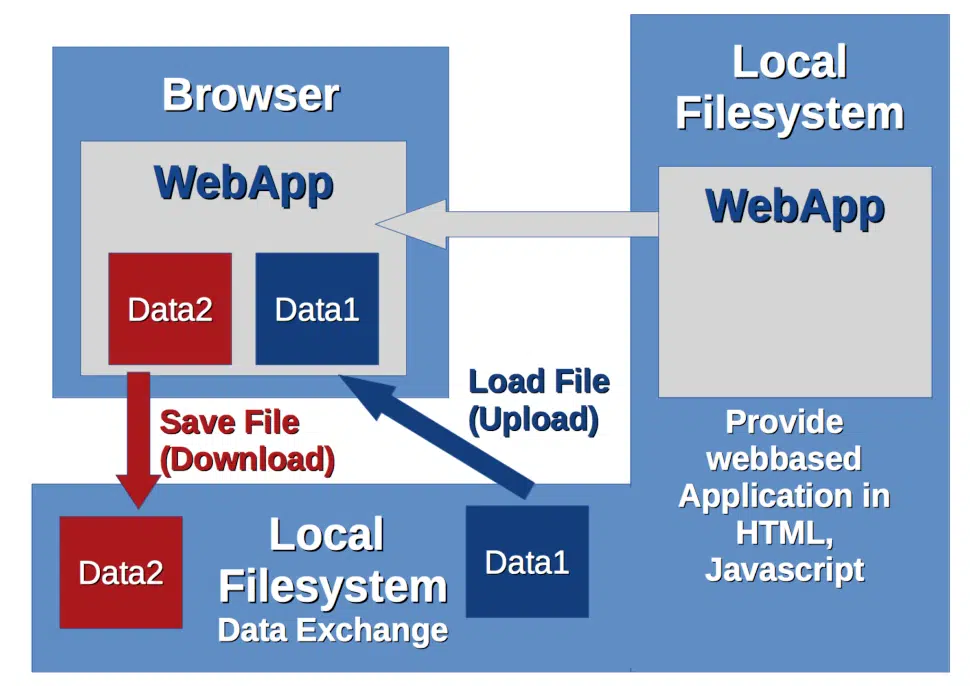 Browser
WebApp
Data2
Data1
Save File
(Download)
Load File
(Upload)
Local
Filesystem
WebApp
Provide
webbased
Application in
HTML,
Javascript
Data2
Local
Filesystem
Data Exchange
Data1